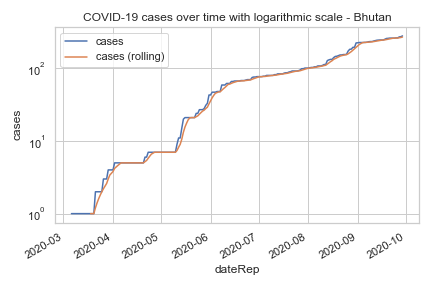 COVID-19 cases over time with logarithmic scale - Bhutan
cases
cases (rolling)
10²
10¹
10⁰
cases
2020-03
2020-04
2020-05
2020-06
2020-07
2020-08
2020-09
2020-10
dateRep